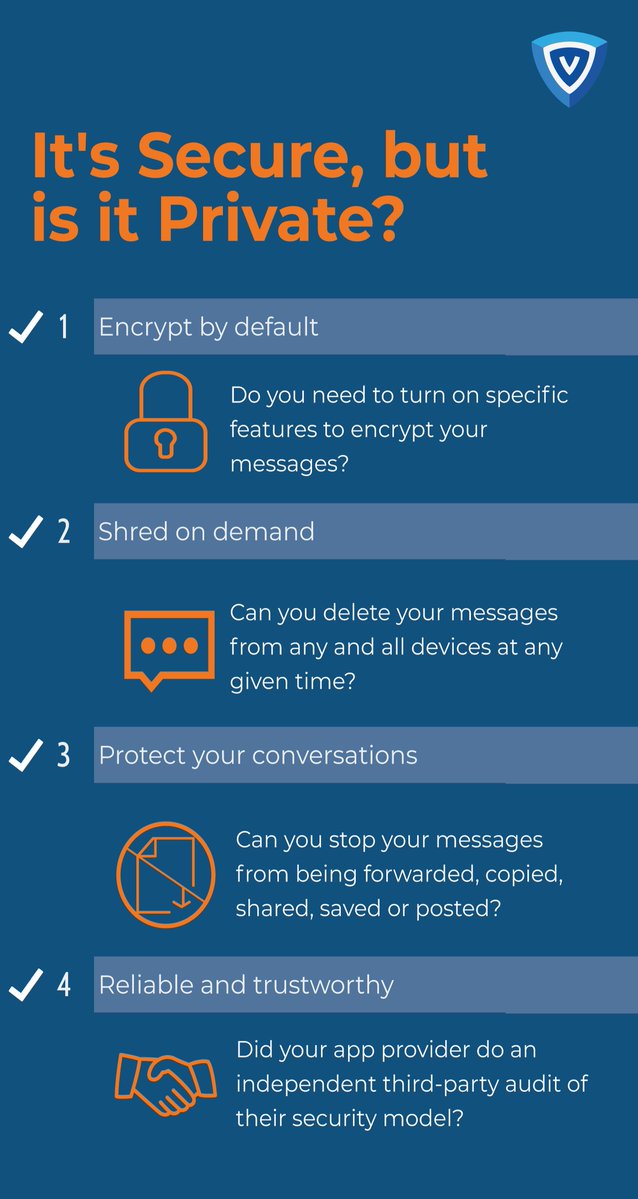 V
It's Secure, but
is it Private?
1 Encrypt by default
Do you need to turn on specific
features to encrypt your
messages?
2 Shred on demand
Can you delete your messages
from any and all devices at any
given time?
3 Protect your conversations
Can you stop your messages
from being forwarded, copied,
shared, saved or posted?
4 Reliable and trustworthy
Did your app provider do an
independent third-party audit of
their security model?